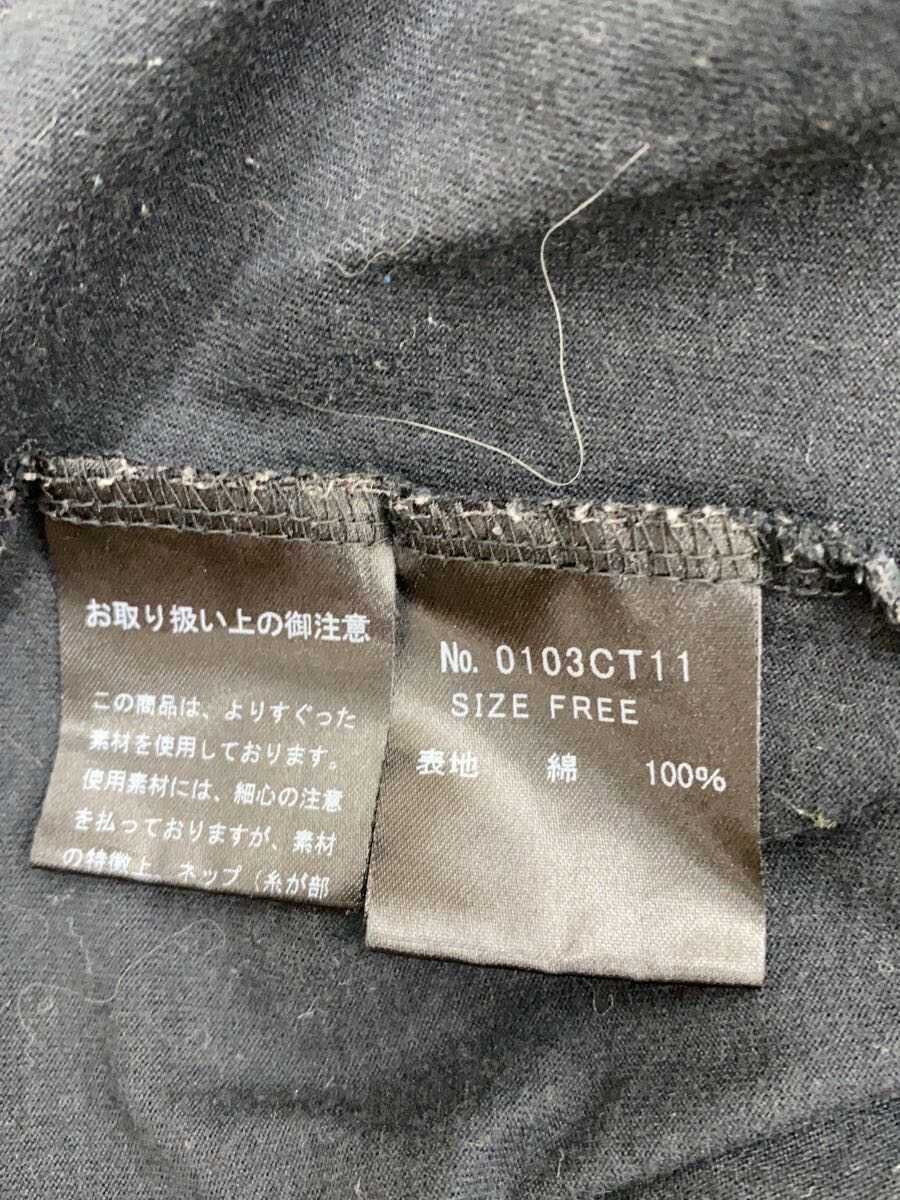 お取り扱い上の御注意
この商品は、よりすぐった
素材を使用しております。
使用素材には、細心の注意
を払っておりますが、素材
の特徴上、ネップ（糸が部
No. 0103CT11
SIZE FREE
表地 綿 100%